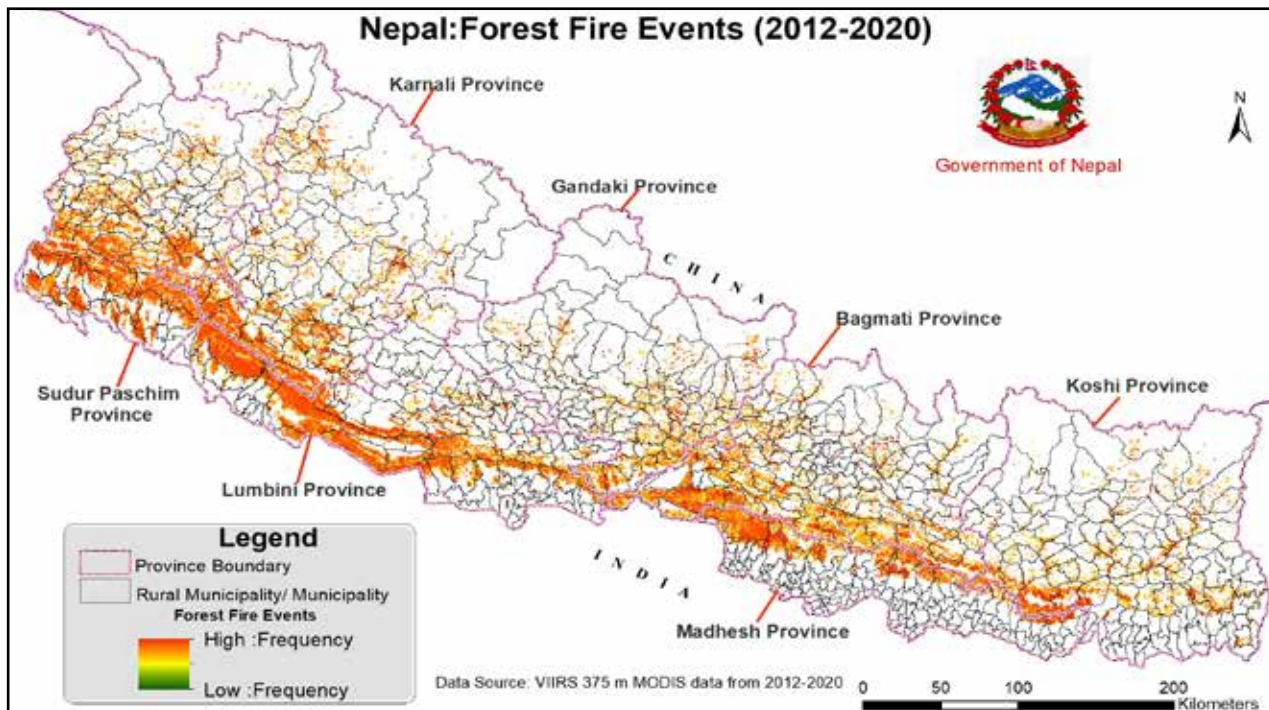 Nepal:Forest Fire Events (2012-2020)
Karnali Province
N
Government of Nepal
Gandaki Province
CHINA
Bagmati Province
Koshi Province
Sudur Paschim
Province
Lumbini Province
INDIA
Madhesh Province
Legend
Province Boundary
Rural Municipality/ Municipality
Forest Fire Events
High :Frequency
Low :Frequency
Data Source: VIIRS 375 m MODIS data from 2012-2020
0 50 100 200
Kilometers